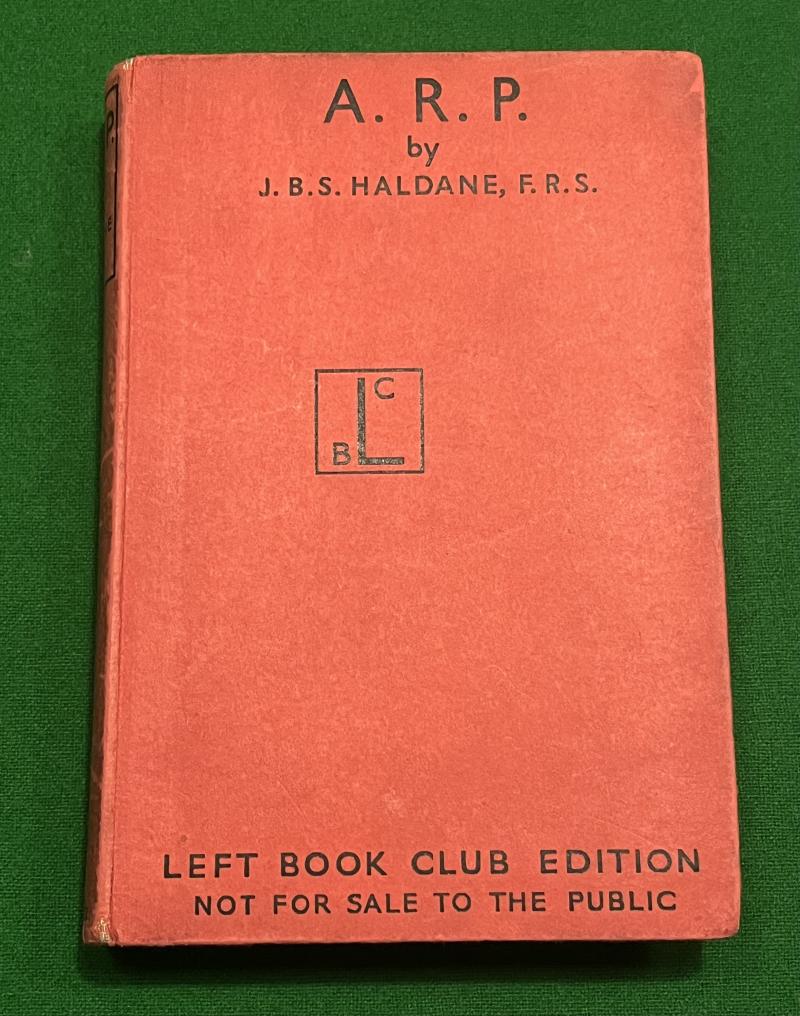 A. R. P.
by
J. B. S. HALDANE, F. R. S.
C
L
B
LEFT BOOK CLUB EDITION
NOT FOR SALE TO THE PUBLIC